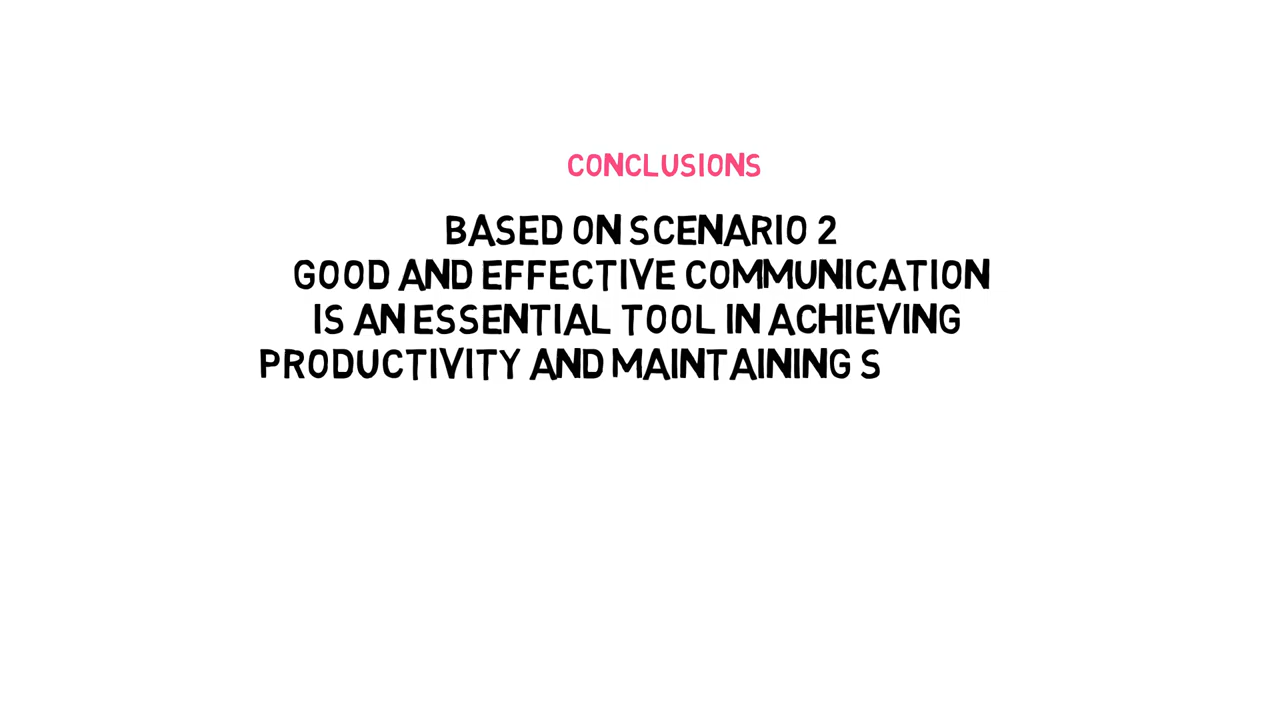 CONCLUSIONS
BASED ON SCENARIO 2
GOOD AND EFFECTIVE COMMUNICATION
IS AN ESSENTIAL TOOL IN ACHIEVING
PRODUCTIVITY AND MAINTAINING S